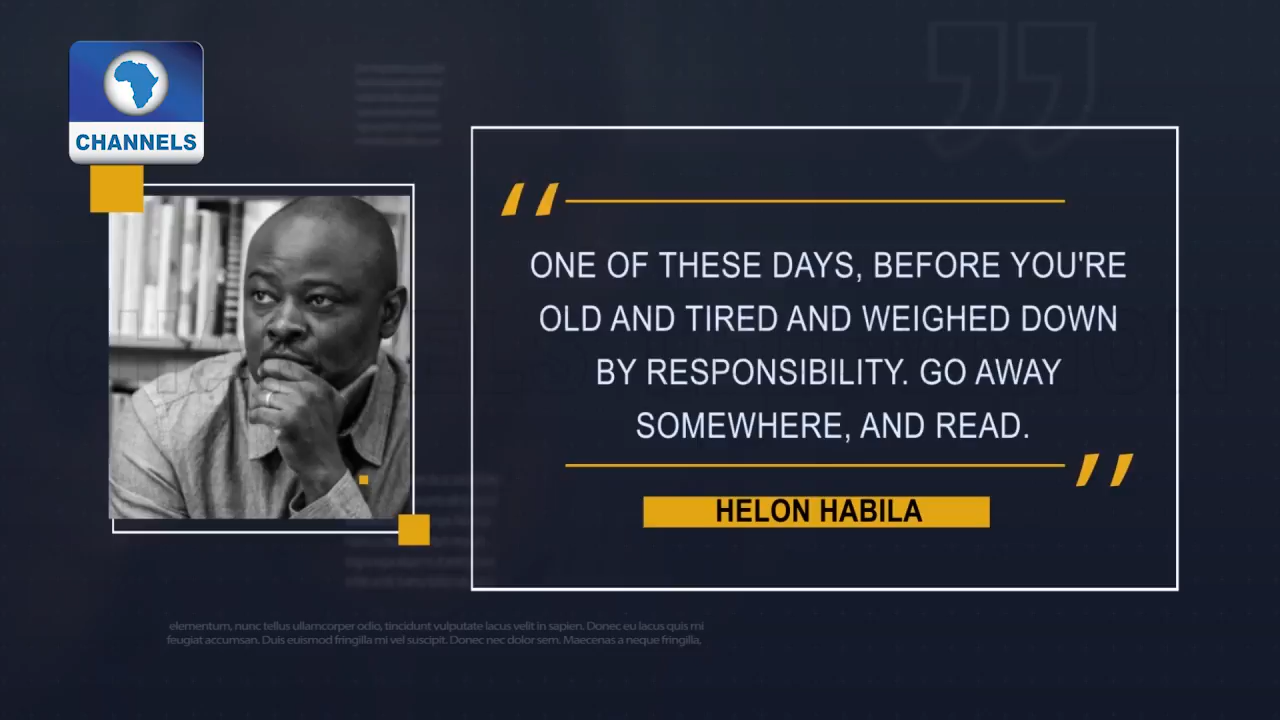 CHANNELS
ONE OF THESE DAYS, BEFORE YOU'RE
OLD AND TIRED AND WEIGHED DOWN
BY RESPONSIBILITY. GO AWAY
SOMEWHERE, AND READ.
HELON HABILA
elementum, nunc tellus ullamcorper odio, tincidunt vulputate lacus velit in sapien. Donec eu lacus quis mi
feugiat accumsan. Duis euismod fringilla mi vel suscipit. Donec nec dolor sem. Maecenas a neque fringilla,